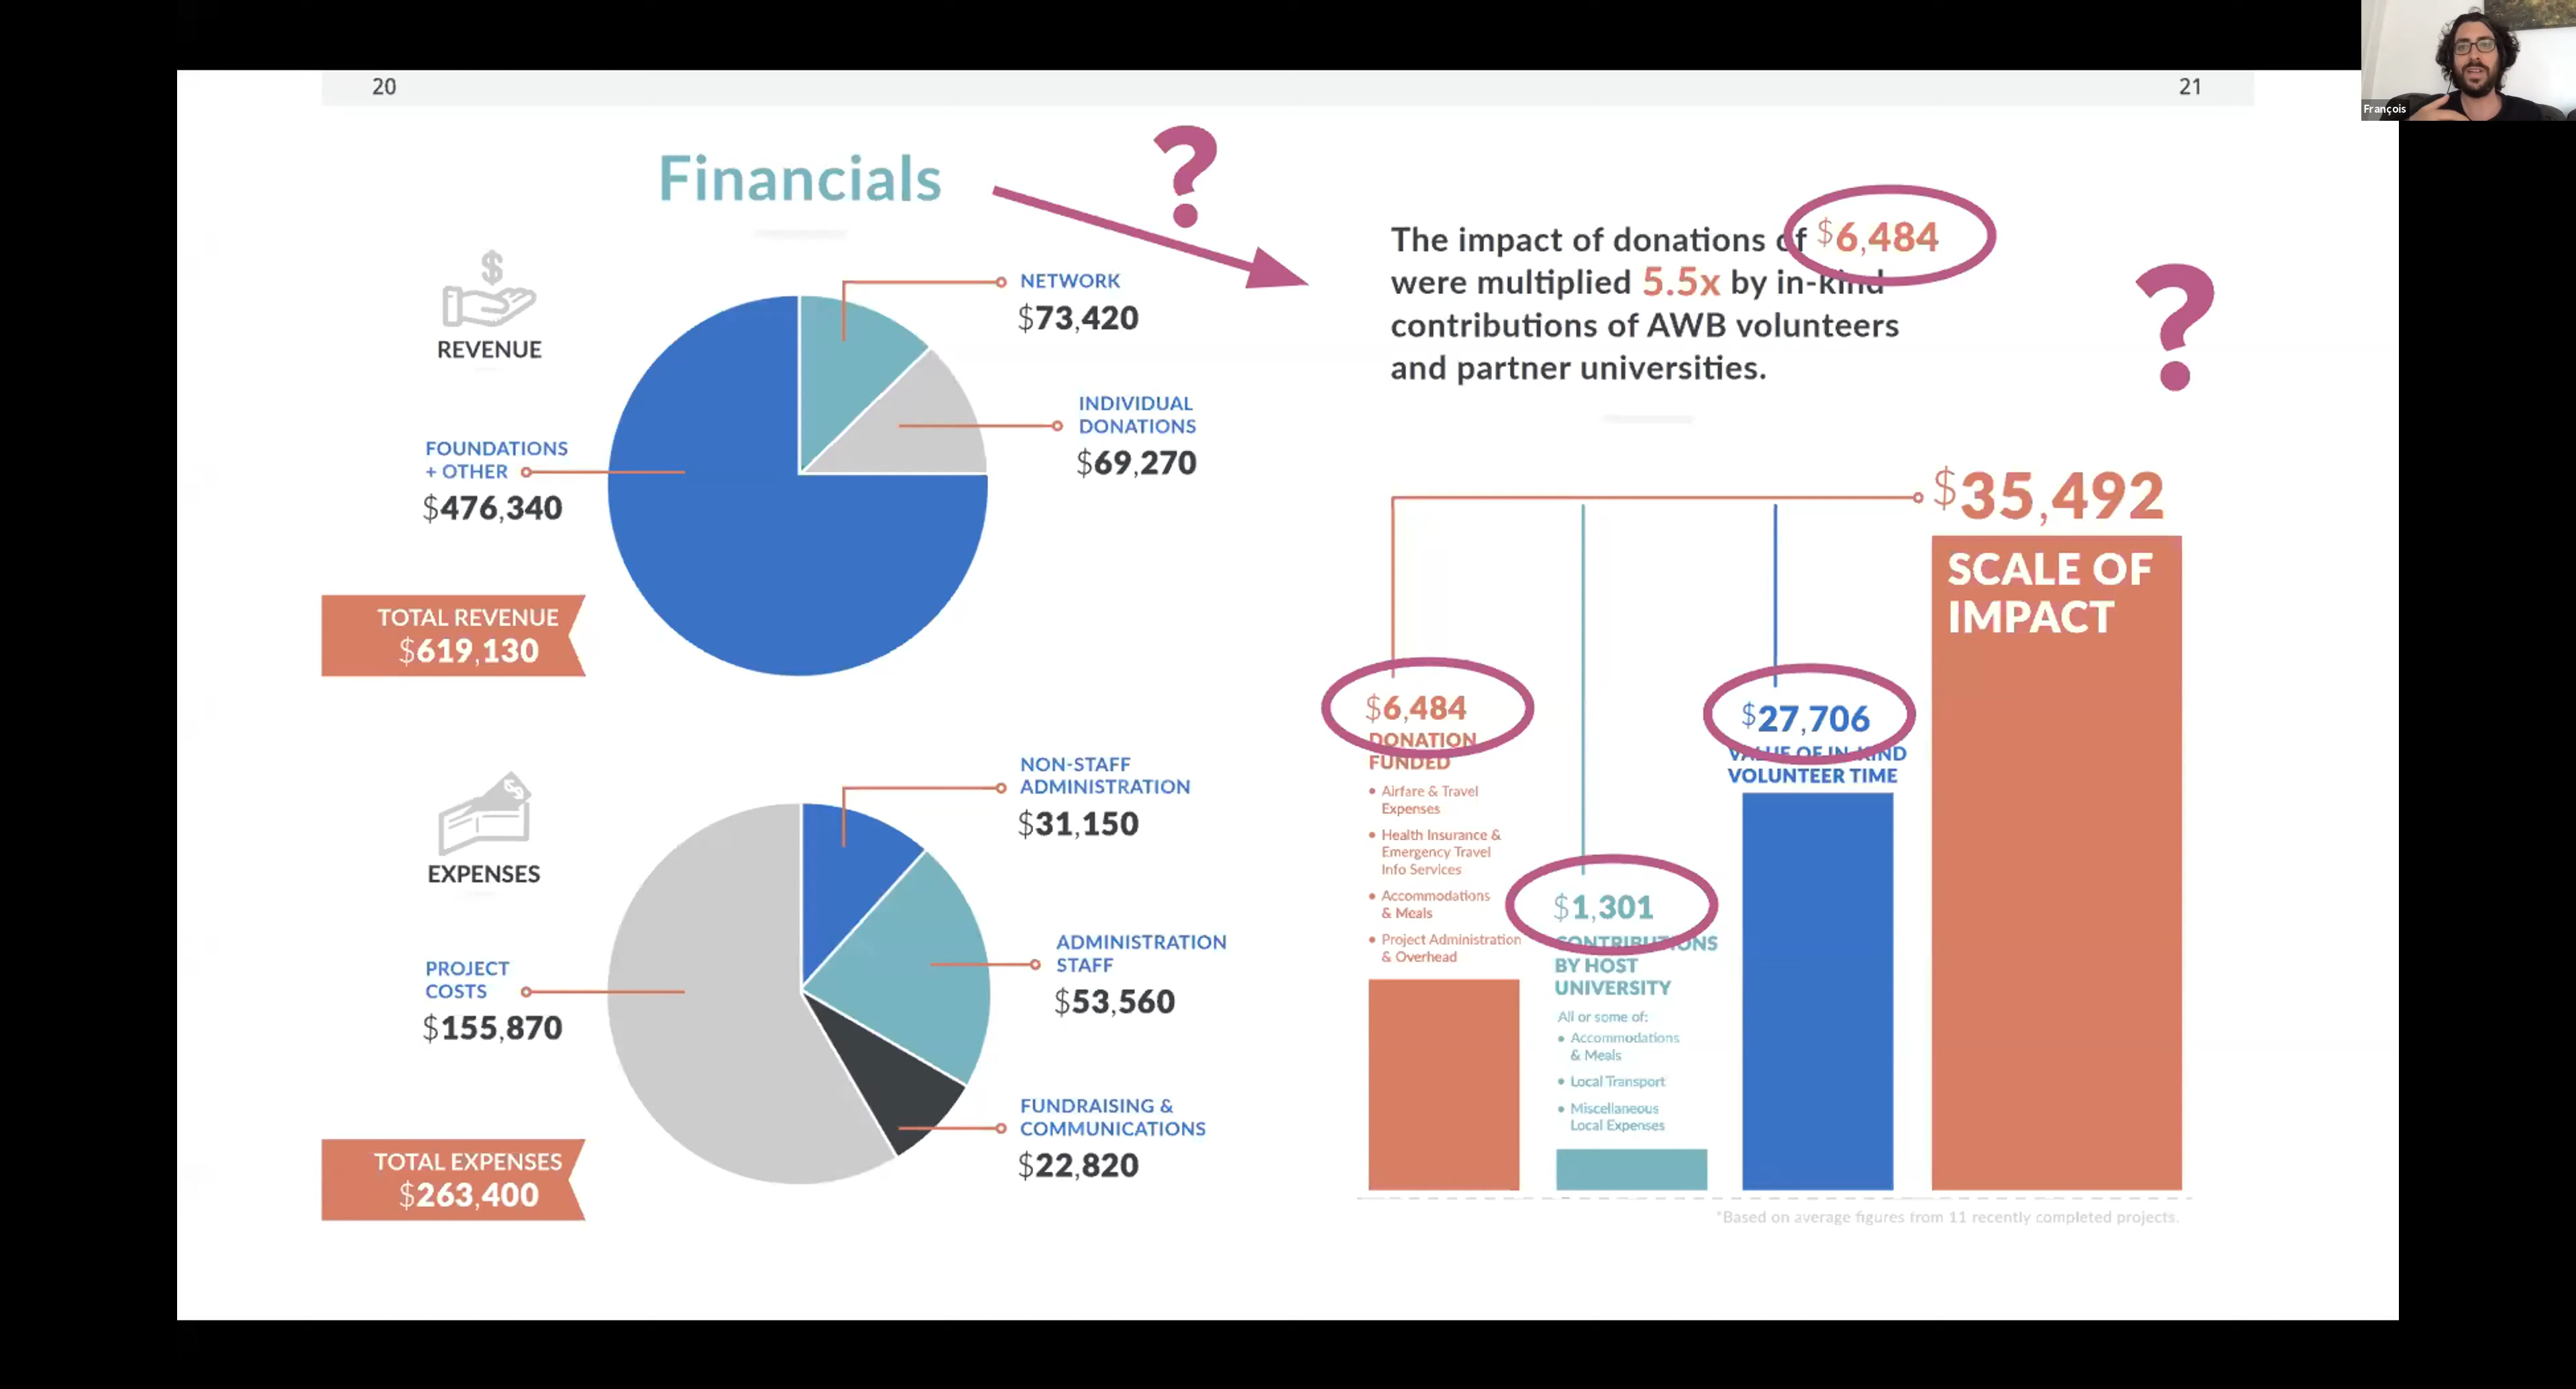 20
21
François
Financials
REVENUE
NETWORK
$73,420
INDIVIDUAL
DONATIONS
$69,270
FOUNDATIONS
+ OTHER
$476,340
TOTAL REVENUE
$619,130
EXPENSES
NON-STAFF
ADMINISTRATION
$31,150
ADMINISTRATION
STAFF
$53,560
PROJECT
COSTS
$155,870
FUNDRAISING &
COMMUNICATIONS
$22,820
TOTAL EXPENSES
$263,400
?
The impact of donations of $6,484
were multiplied 5.5x by in-kind
contributions of AWB volunteers
and partner universities.
?
$35,492
SCALE OF
IMPACT
$6,484
DONATION
FUNDED
• Airfare & Travel
Expenses
• Health Insurance &
Emergency Travel
Info Services
• Accommodations
& Meals
• Project Administration
& Overhead
$1,301
CONTRIBUTIONS
BY HOST
UNIVERSITY
All or some of:
• Accommodations
& Meals
• Local Transport
• Miscellaneous
Local Expenses
$27,706
VALUE OF IN-KIND
VOLUNTEER TIME
*Based on average figures from 11 recently completed projects.